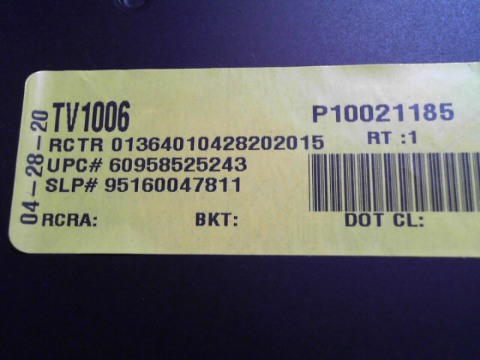 04-28-20
TV1006
P10021185
RCTR 01364010428202015
RT :1
UPC# 60958525243
SLP# 95160047811
RCRA: BKT: DOT CL: